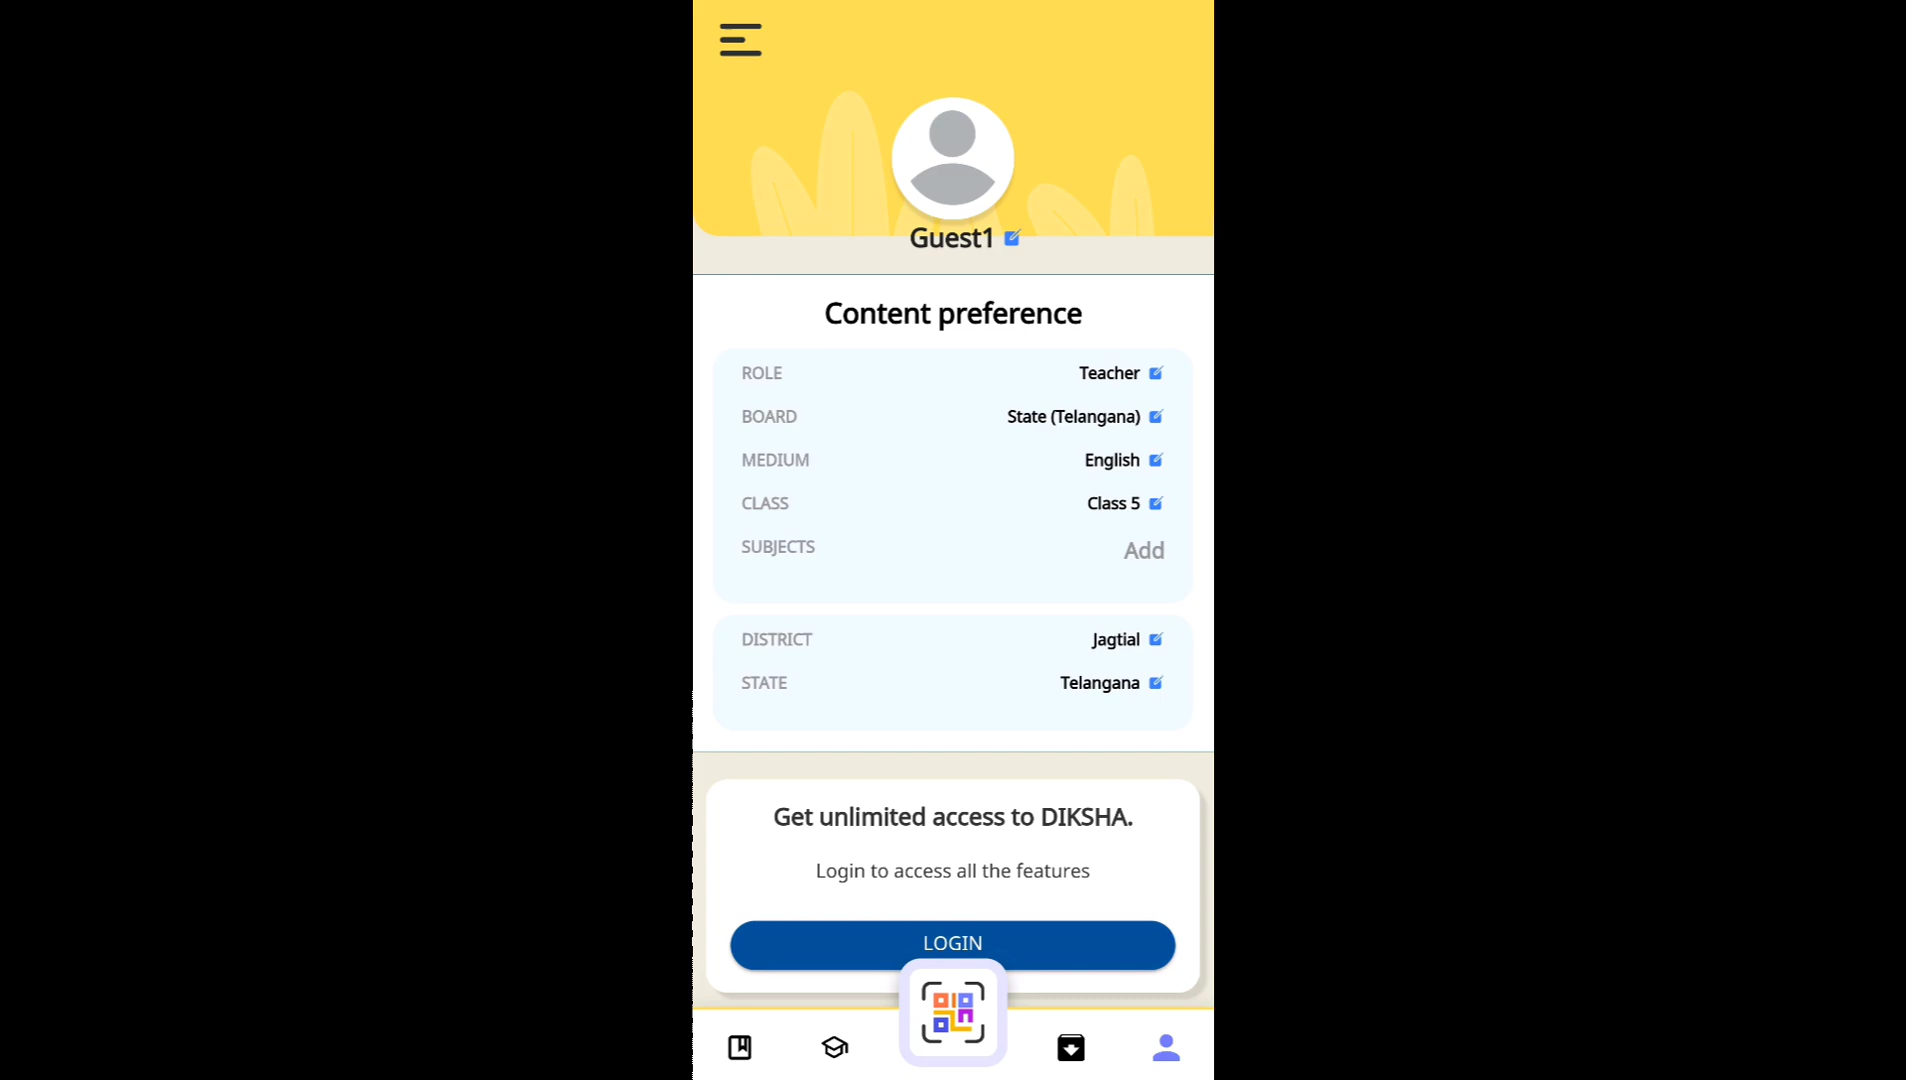 Guest1
Content preference
ROLE Teacher
BOARD State (Telangana)
MEDIUM English
CLASS Class 5
SUBJECTS Add
DISTRICT Jagtial
STATE Telangana
Get unlimited access to DIKSHA.
Login to access all the features
LOGIN